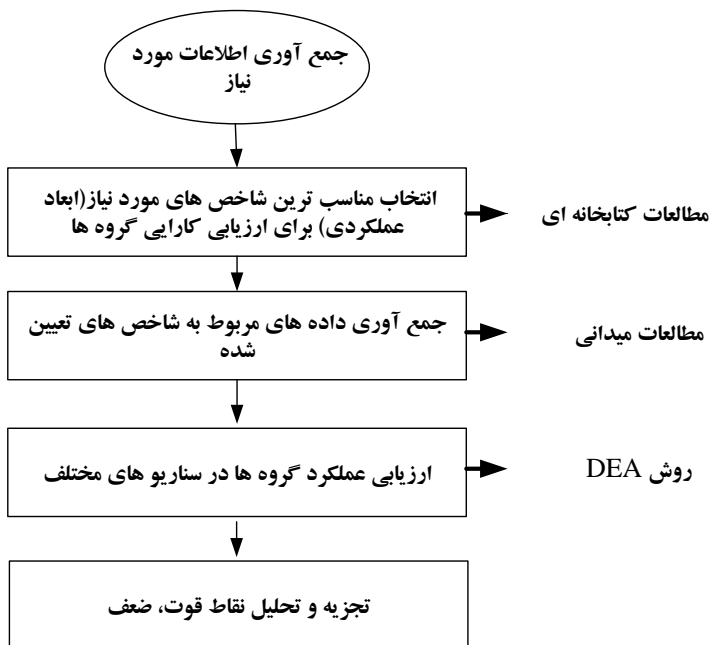 جمع آوری اطلاعات مورد
نیاز
انتخاب مناسب ترین شاخص های مورد نیاز(ابعاد
عملکردی) برای ارزیابی کارایی گروه ها
مطالعات کتابخانه ای
جمع آوری داده های مربوط به شاخص های تعیین
شده
مطالعات میدانی
ارزیابی عملکرد گروه ها در سناریو های مختلف
روش DEA
تجزیه و تحلیل نقاط قوت، ضعف